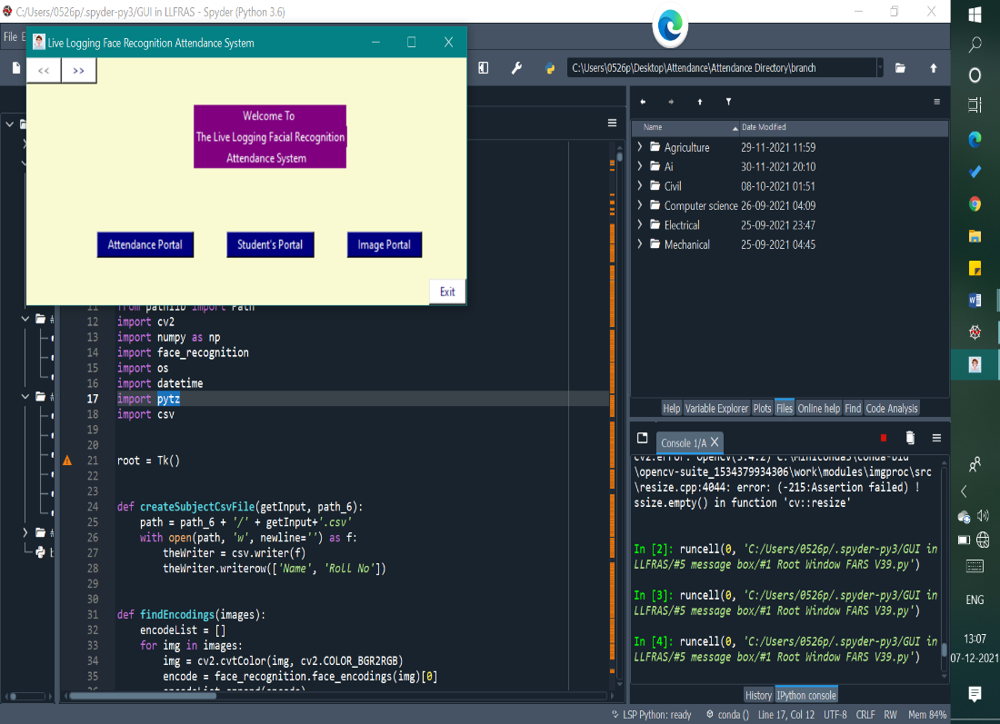 C:/Users/0526p/.spyder-py3/GUI in LLFRAS - Spyder (Python 3.6)
File E
Live Logging Face Recognition Attendance System
<< >>
Welcome To
The Live Logging Facial Recognition
Attendance System
Attendance Portal Student's Portal Image Portal
Exit
C:\Users\0526p\Desktop\Attendance\Attendance Directory\branch
Name Date Modified
Agriculture 29-11-2021 11:59
Ai 30-11-2021 20:10
Civil 08-10-2021 01:51
Computer science 26-09-2021 04:09
Electrical 25-09-2021 23:47
Mechanical 25-09-2021 04:45
Help Variable Explorer Plots Files Online help Find Code Analysis
11 from pathlib import Path
12 import cv2
13 import numpy as np
14 import face_recognition
15 import os
16 import datetime
17 import pytz
18 import csv
19
20
21 root = Tk()
22
23
24 def createSubjectCsvFile(getInput, path_6):
25 path = path_6 + '/' + getInput+'.csv'
26 with open(path, 'w', newline='') as f:
27 theWriter = csv.writer(f)
28 theWriter.writerow(['Name', 'Roll No'])
29
30
31 def findEncodings(images):
32 encodeList = []
33 for img in images:
34 img = cv2.cvtColor(img, cv2.COLOR_BGR2RGB)
35 encode = face_recognition.face_encodings(img)[0]
36 encodeList.append(encode)
Console 1/A
cv2.error: OpenCV(3.4.2) C:\Miniconda3\conda-bld
\opencv-suite_1534379934306\work\modules\imgproc\src
\resize.cpp:4044: error: (-215:Assertion failed) !
ssize.empty() in function 'cv::resize'
In [2]: runcell(0, 'C:/Users/0526p/.spyder-py3/GUI in
LLFRAS/#5 message box/#1 Root Window FARS V39.py')
In [3]: runcell(0, 'C:/Users/0526p/.spyder-py3/GUI in
LLFRAS/#5 message box/#1 Root Window FARS V39.py')
In [4]: runcell(0, 'C:/Users/0526p/.spyder-py3/GUI in
LLFRAS/#5 message box/#1 Root Window FARS V39.py')
History IPython console
LSP Python: ready conda () Line 17, Col 12 UTF-8 CRLF RW Mem 84%
ENG
13:07
07-12-2021